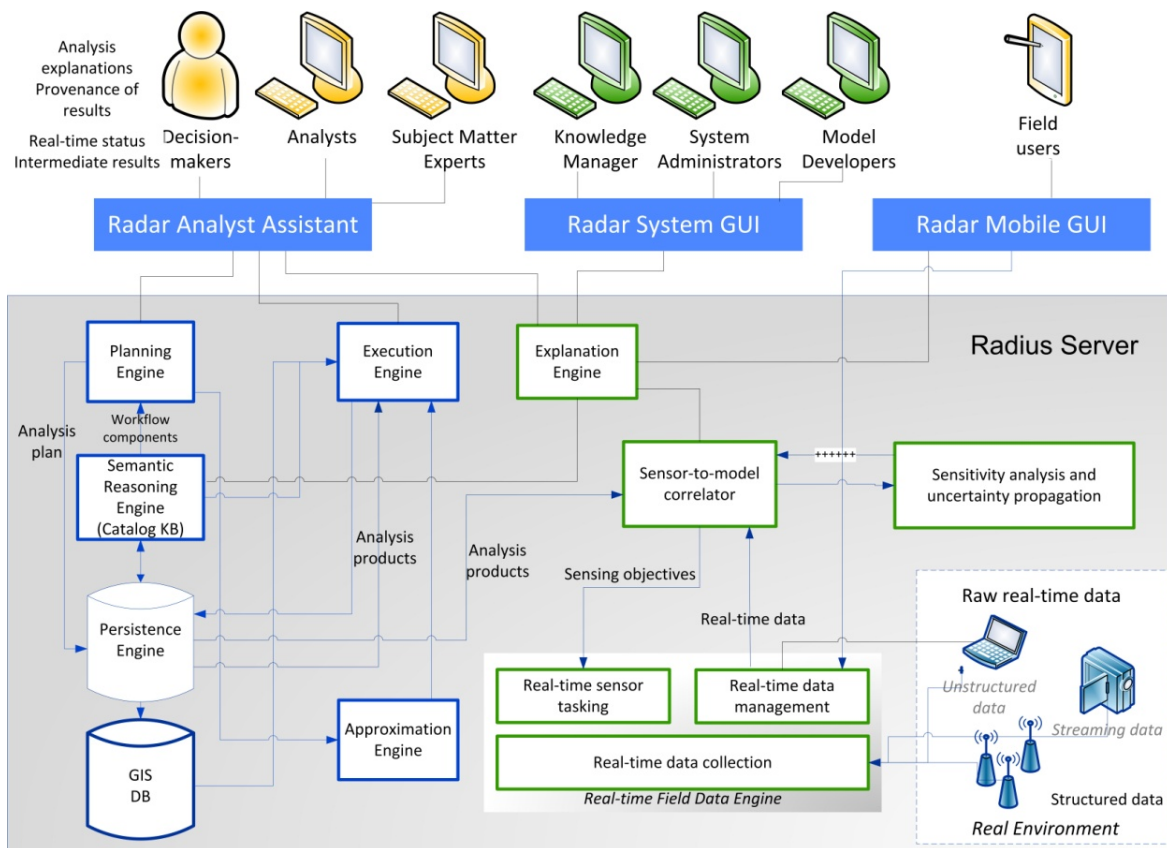 Analysis
explanations
Provenance of
results
Real-time status
Intermediate results
Decision-
makers
Analysts
Subject Matter
Experts
Knowledge
Manager
System
Administrators
Model
Developers
Field
users
Radar Analyst Assistant
Radar System GUI
Radar Mobile GUI
Radius Server
Planning
Engine
Execution
Engine
Explanation
Engine
Analysis
plan
Workflow
components
Semantic
Reasoning
Engine
(Catalog KB)
Sensor-to-model
correlator
++++++
Sensitivity analysis and
uncertainty propagation
Analysis
products
Analysis
products
Sensing objectives
Real-time data
Persistence
Engine
Raw real-time data
Unstructured
data
Streaming data
Structured data
Real Environment
Real-time sensor
tasking
Real-time data
management
Real-time data collection
Real-time Field Data Engine
Approximation
Engine
GIS
DB